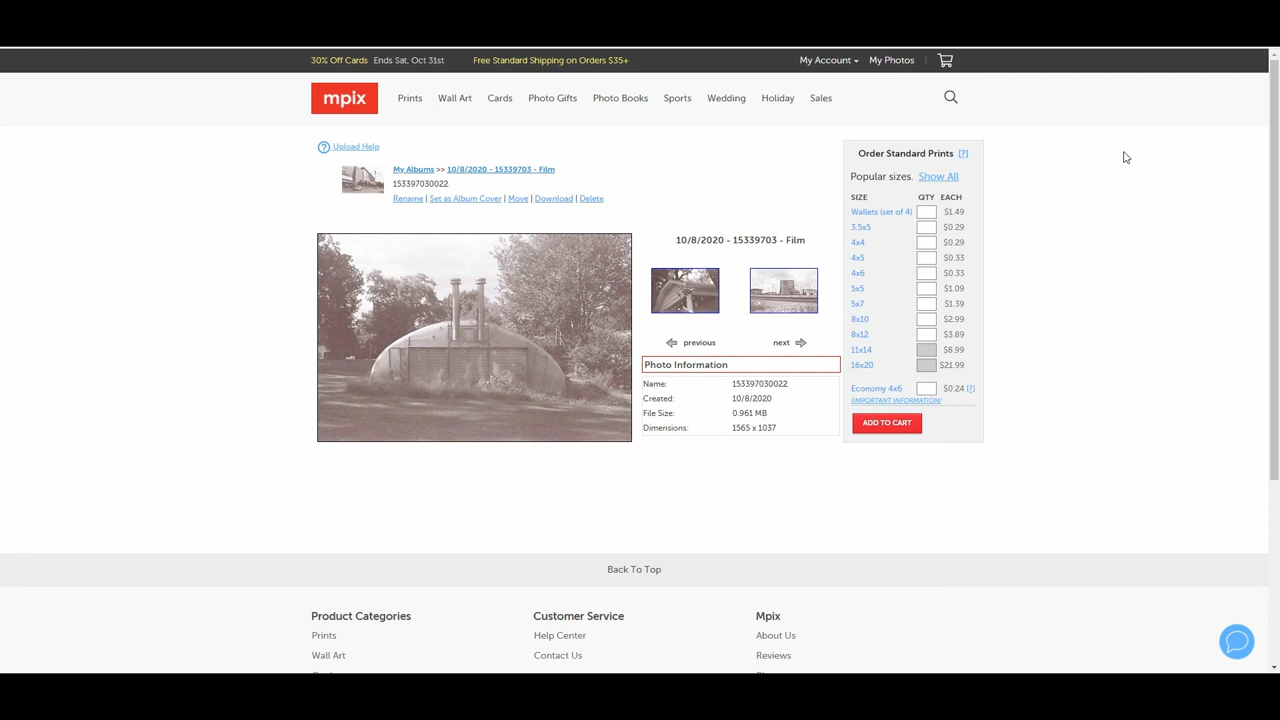 30% Off Cards Ends Sat, Oct 31st Free Standard Shipping on Orders $35+ My Account My Photos
mpix Prints Wall Art Cards Photo Gifts Photo Books Sports Wedding Holiday Sales
? Upload Help
My Albums >> 10/8/2020 - 15339703 - Film
153397030022
Rename | Set as Album Cover | Move | Download | Delete
10/8/2020 - 15339703 - Film
previous next
Photo Information
Name: 153397030022
Created: 10/8/2020
File Size: 0.961 MB
Dimensions: 1565 x 1037
Order Standard Prints [?]
Popular sizes. Show All
SIZE QTY EACH
Wallets (set of 4) $1.49
3.5x5 $0.29
4x4 $0.29
4x5 $0.33
4x6 $0.33
5x5 $1.09
5x7 $1.39
8x10 $2.99
8x12 $3.89
11x14 $8.99
16x20 $21.99
Economy 4x6 $0.24 [?]
(IMPORTANT INFORMATION)
ADD TO CART
Back To Top
Product Categories Customer Service Mpix
Prints Help Center About Us
Wall Art Contact Us Reviews